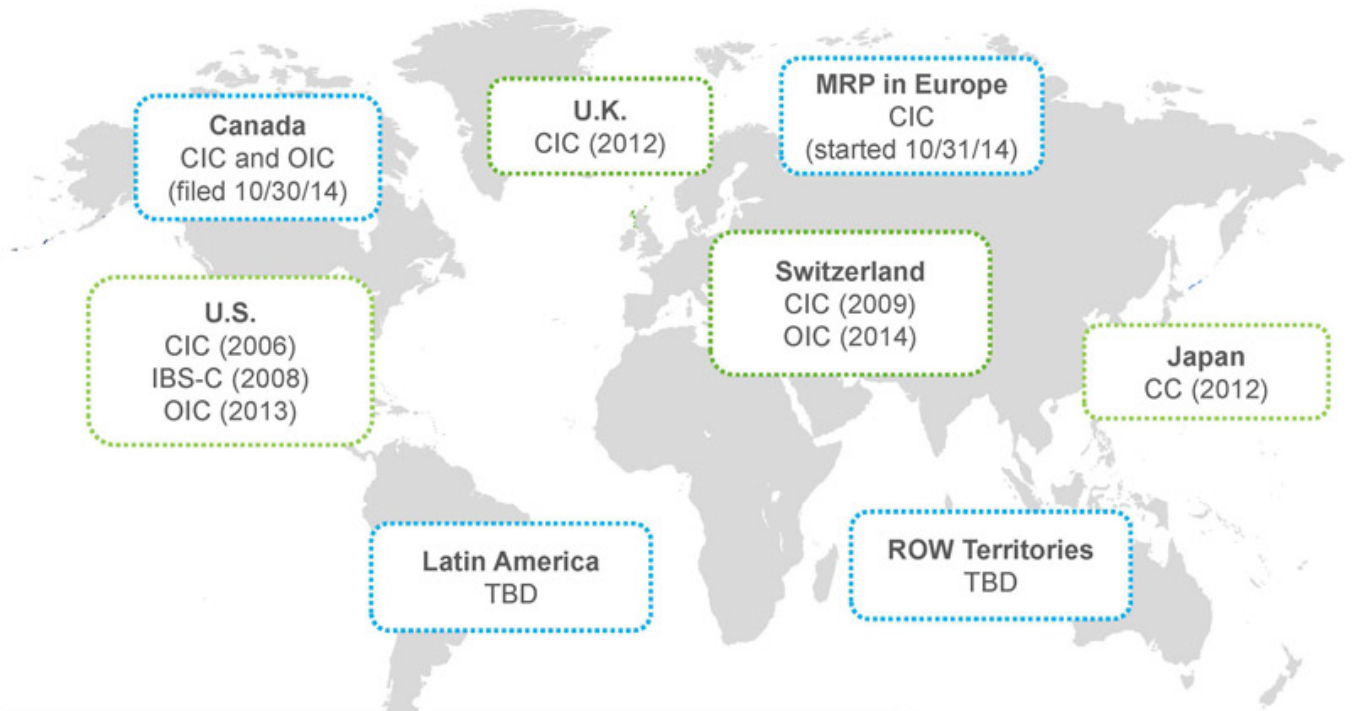 Canada
CIC and OIC
(filed 10/30/14)
U.K.
CIC (2012)
MRP in Europe
CIC
(started 10/31/14)
U.S.
CIC (2006)
IBS-C (2008)
OIC (2013)
Switzerland
CIC (2009)
OIC (2014)
Japan
CC (2012)
Latin America
TBD
ROW Territories
TBD